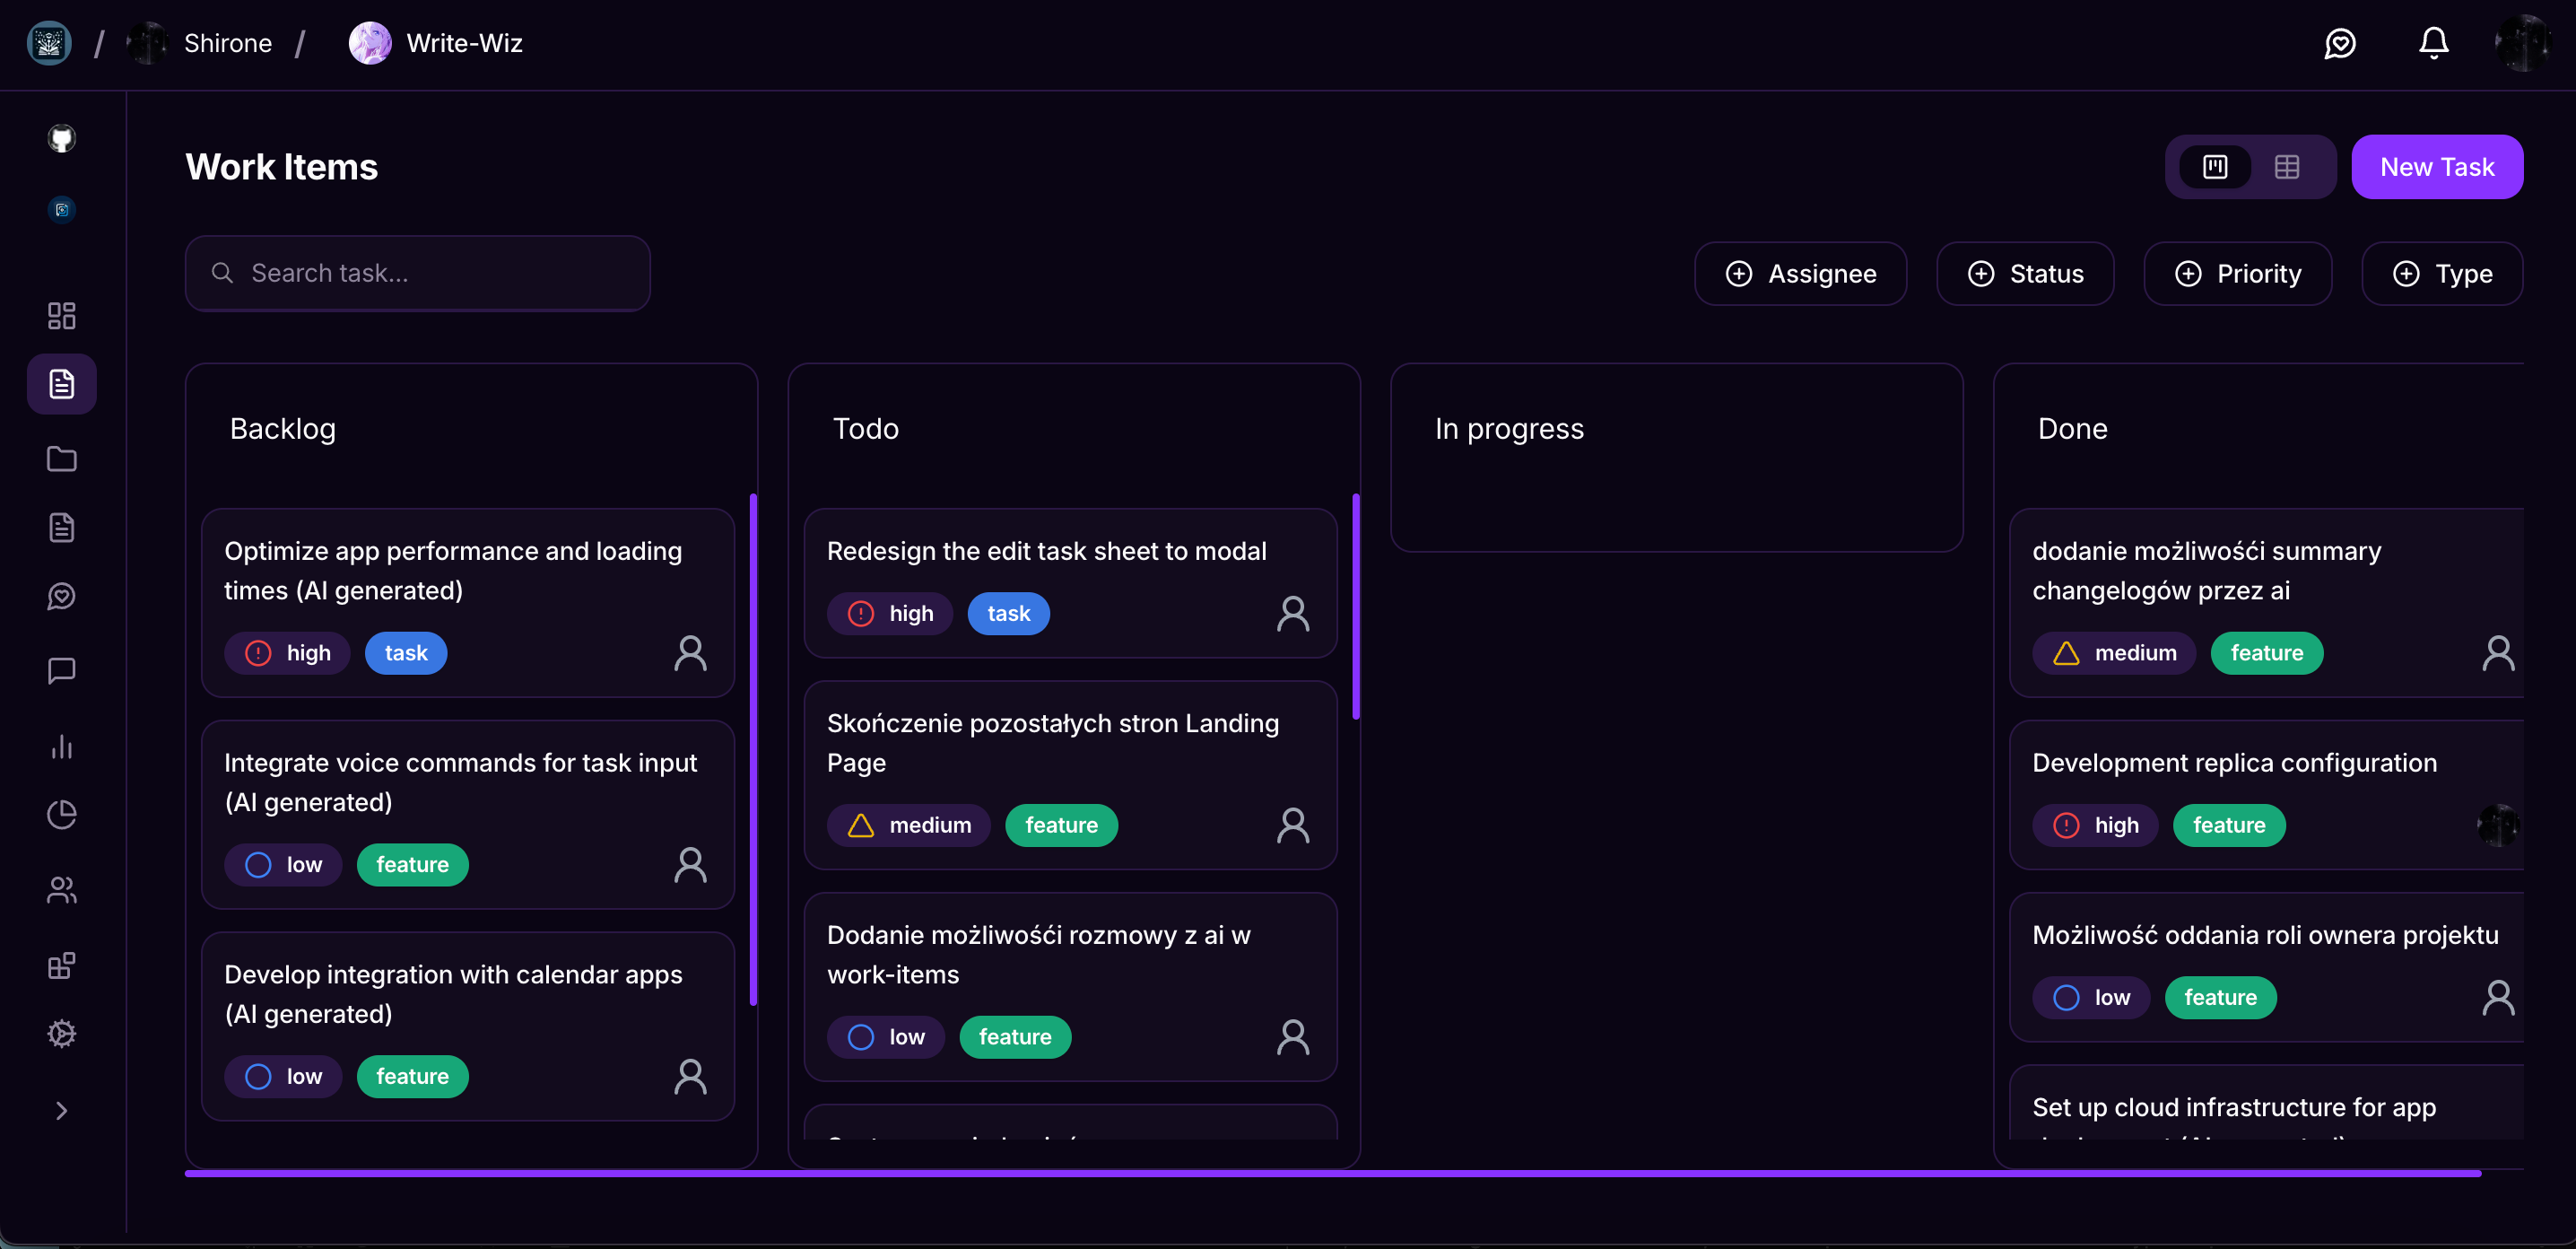 / Shirone / Write-Wiz
Work Items
New Task
Search task...
Assignee
Status
Priority
Type
Backlog
Optimize app performance and loading
times (AI generated)
high
task
Integrate voice commands for task input
(AI generated)
low
feature
Develop integration with calendar apps
(AI generated)
low
feature
Todo
Redesign the edit task sheet to modal
high
task
Skończenie pozostałych stron Landing
Page
medium
feature
Dodanie możliwośći rozmowy z ai w
work-items
low
feature
In progress
Done
dodanie możliwośći summary
changelogów przez ai
medium
feature
Development replica configuration
high
feature
Możliwość oddania roli ownera projektu
low
feature
Set up cloud infrastructure for app